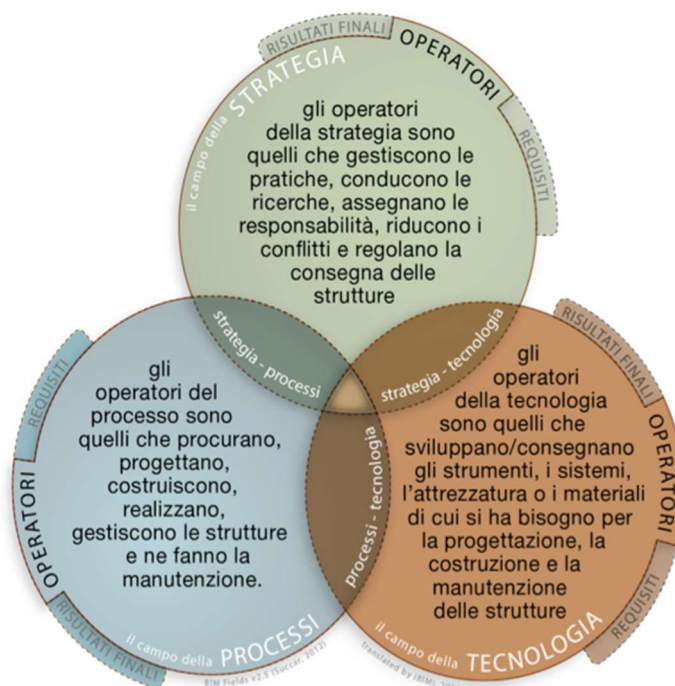 RISULTATI FINALI
OPERATORI
REQUISITI
il campo della STRATEGIA
gli operatori
della strategia sono
quelli che gestiscono le
pratiche, conducono le
ricerche, assegnano le
responsabilità, riducono i
conflitti e regolano la
consegna delle
strutture
strategia - processi
strategia - tecnologia
processi - tecnologia
REQUISITI
OPERATORI
RISULTATI FINALI
gli
operatori del
processo sono
quelli che procurano,
progettano,
costruiscono,
realizzano,
gestiscono le strutture
e ne fanno la
manutenzione.
il campo della PROCESSI
BIM Fields v2.5 (Succar, 2012)
RISULTATI FINALI
OPERATORI
REQUISITI
gli
operatori
della tecnologia
sono quelli che
sviluppano/consegnano
gli strumenti, i sistemi,
l'attrezzatura o i materiali
di cui si ha bisogno per
la progettazione, la
costruzione e la
manutenzione
delle strutture
il campo della TECNOLOGIA
translated by iBIMi,